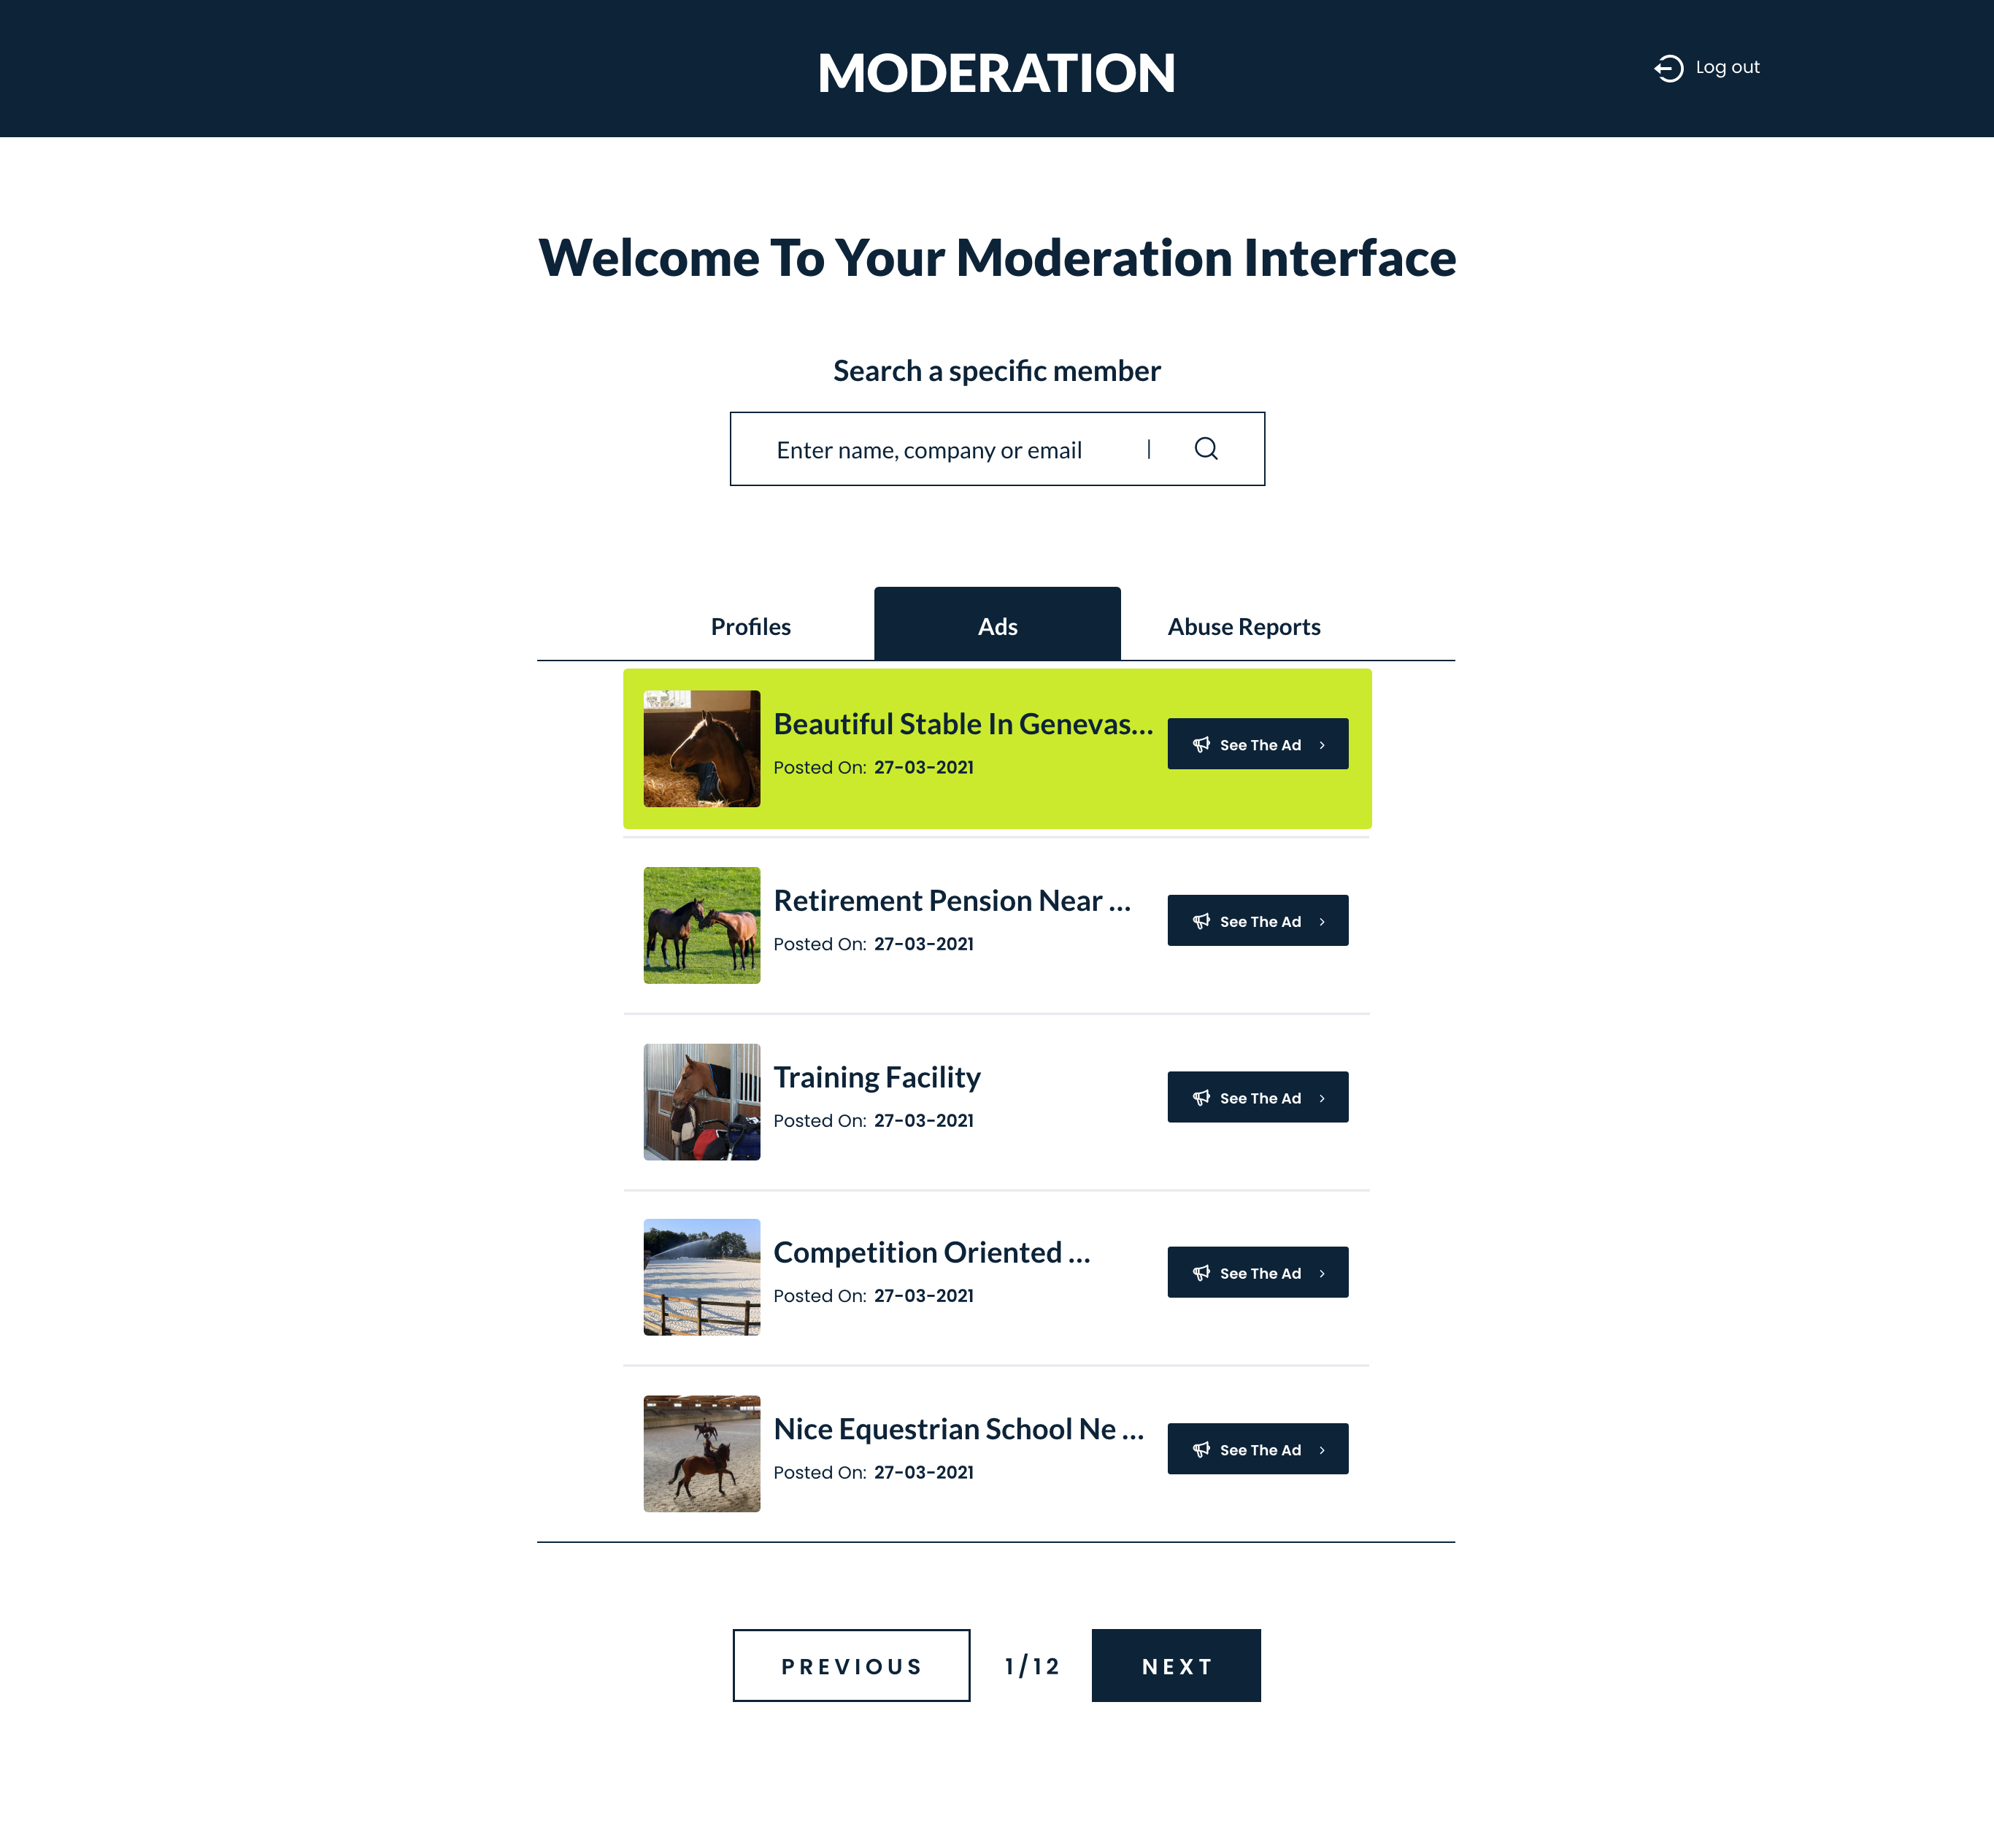 MODERATION
Log out
Welcome To Your Moderation Interface
Search a specific member
Enter name, company or email |
Profiles
Ads
Abuse Reports
Beautiful Stable In Genevas...
Posted On: 27-03-2021
See The Ad
Retirement Pension Near ...
Posted On: 27-03-2021
See The Ad
Training Facility
Posted On: 27-03-2021
See The Ad
Competition Oriented ...
Posted On: 27-03-2021
See The Ad
Nice Equestrian School Ne ...
Posted On: 27-03-2021
See The Ad
PREVIOUS
1/12
NEXT